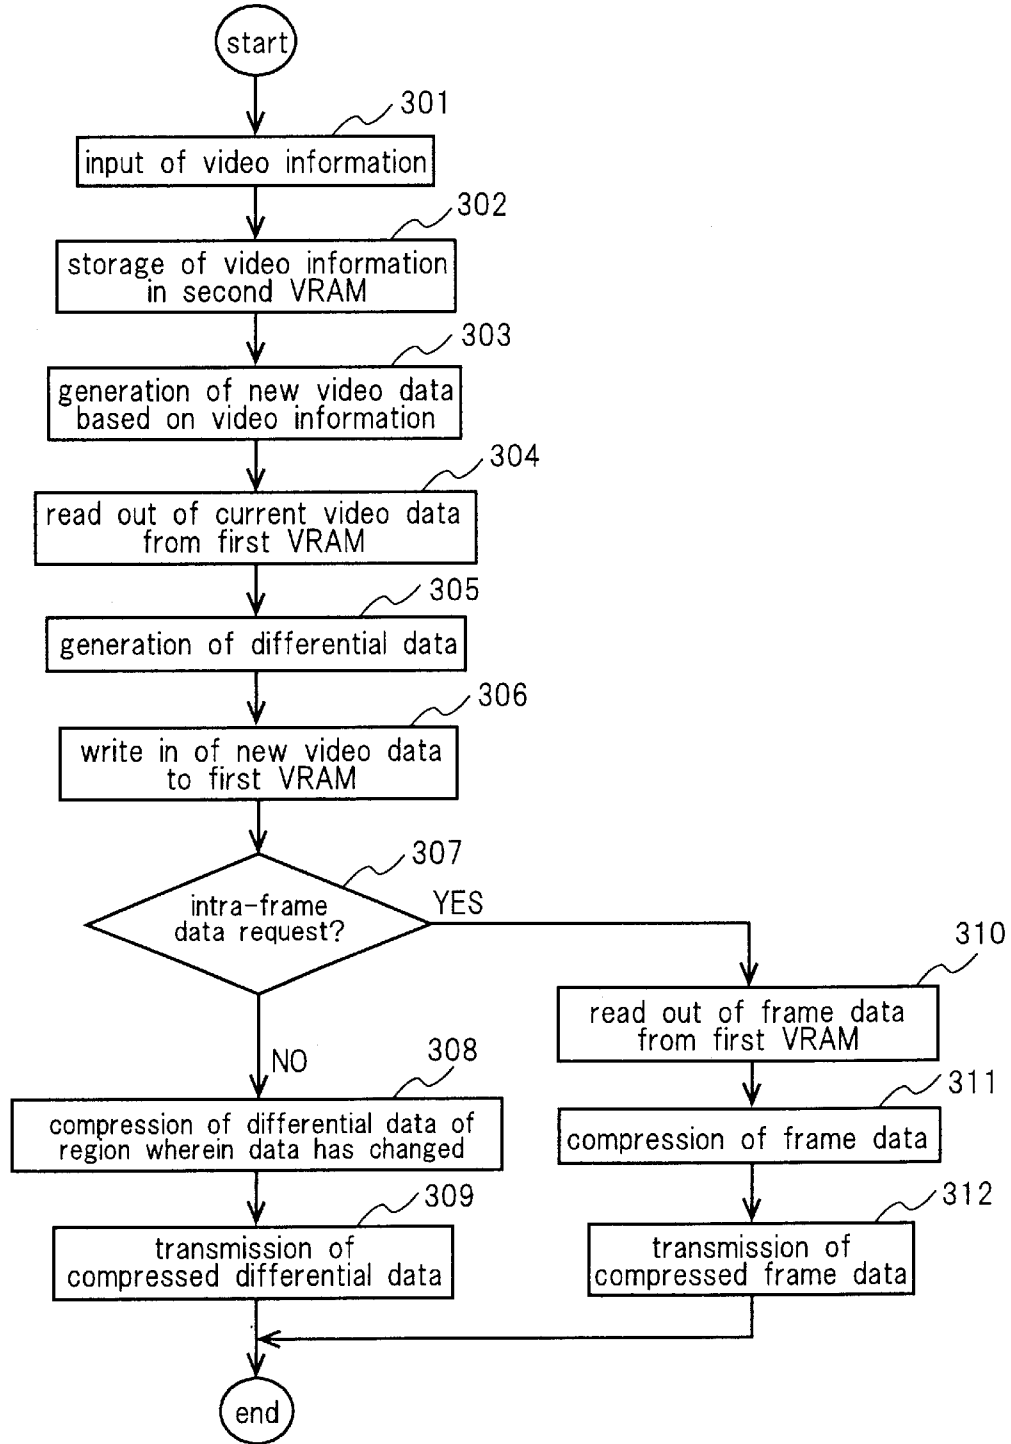 start
301
input of video information
302
storage of video information
in second VRAM
303
generation of new video data
based on video information
304
read out of current video data
from first VRAM
305
generation of differential data
306
write in of new video data
to first VRAM
307
intra-frame
data request?
YES
NO
308
compression of differential data of
region wherein data has changed
309
transmission of
compressed differential data
310
read out of frame data
from first VRAM
311
compression of frame data
312
transmission of
compressed frame data
end